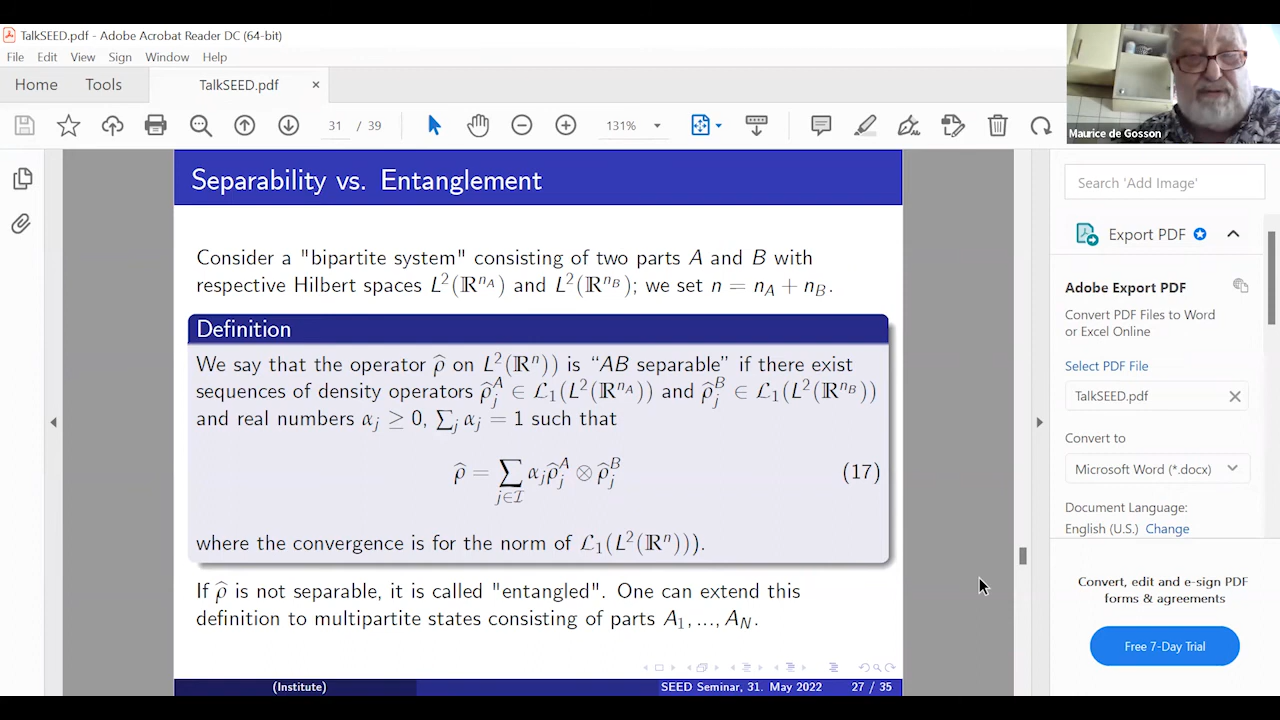 TalkSEED.pdf - Adobe Acrobat Reader DC (64-bit)
File Edit View Sign Window Help
Home Tools TalkSEED.pdf ×
31 / 39 131%
Maurice de Gosson
Separability vs. Entanglement
Consider a "bipartite system" consisting of two parts A and B with
respective Hilbert spaces L²(ℝ^{n_A}) and L²(ℝ^{n_B}); we set n = n_A + n_B.
Definition
We say that the operator ρ̂ on L²(ℝⁿ)) is “AB separable” if there exist
sequences of density operators ρ̂_j^A ∈ ℒ₁(L²(ℝ^{n_A})) and ρ̂_j^B ∈ ℒ₁(L²(ℝ^{n_B}))
and real numbers α_j ≥ 0, ∑_j α_j = 1 such that
ρ̂ = ∑_{j∈ℐ} α_j ρ̂_j^A ⊗ ρ̂_j^B (17)
where the convergence is for the norm of ℒ₁(L²(ℝⁿ))).
If ρ̂ is not separable, it is called "entangled". One can extend this
definition to multipartite states consisting of parts A₁, ..., A_N.
(Institute) SEED Seminar, 31. May 2022 27 / 35
Search 'Add Image'
Export PDF
Adobe Export PDF
Convert PDF Files to Word
or Excel Online
Select PDF File
TalkSEED.pdf
Convert to
Microsoft Word (*.docx)
Document Language:
English (U.S.) Change
Convert, edit and e-sign PDF
forms & agreements
Free 7-Day Trial